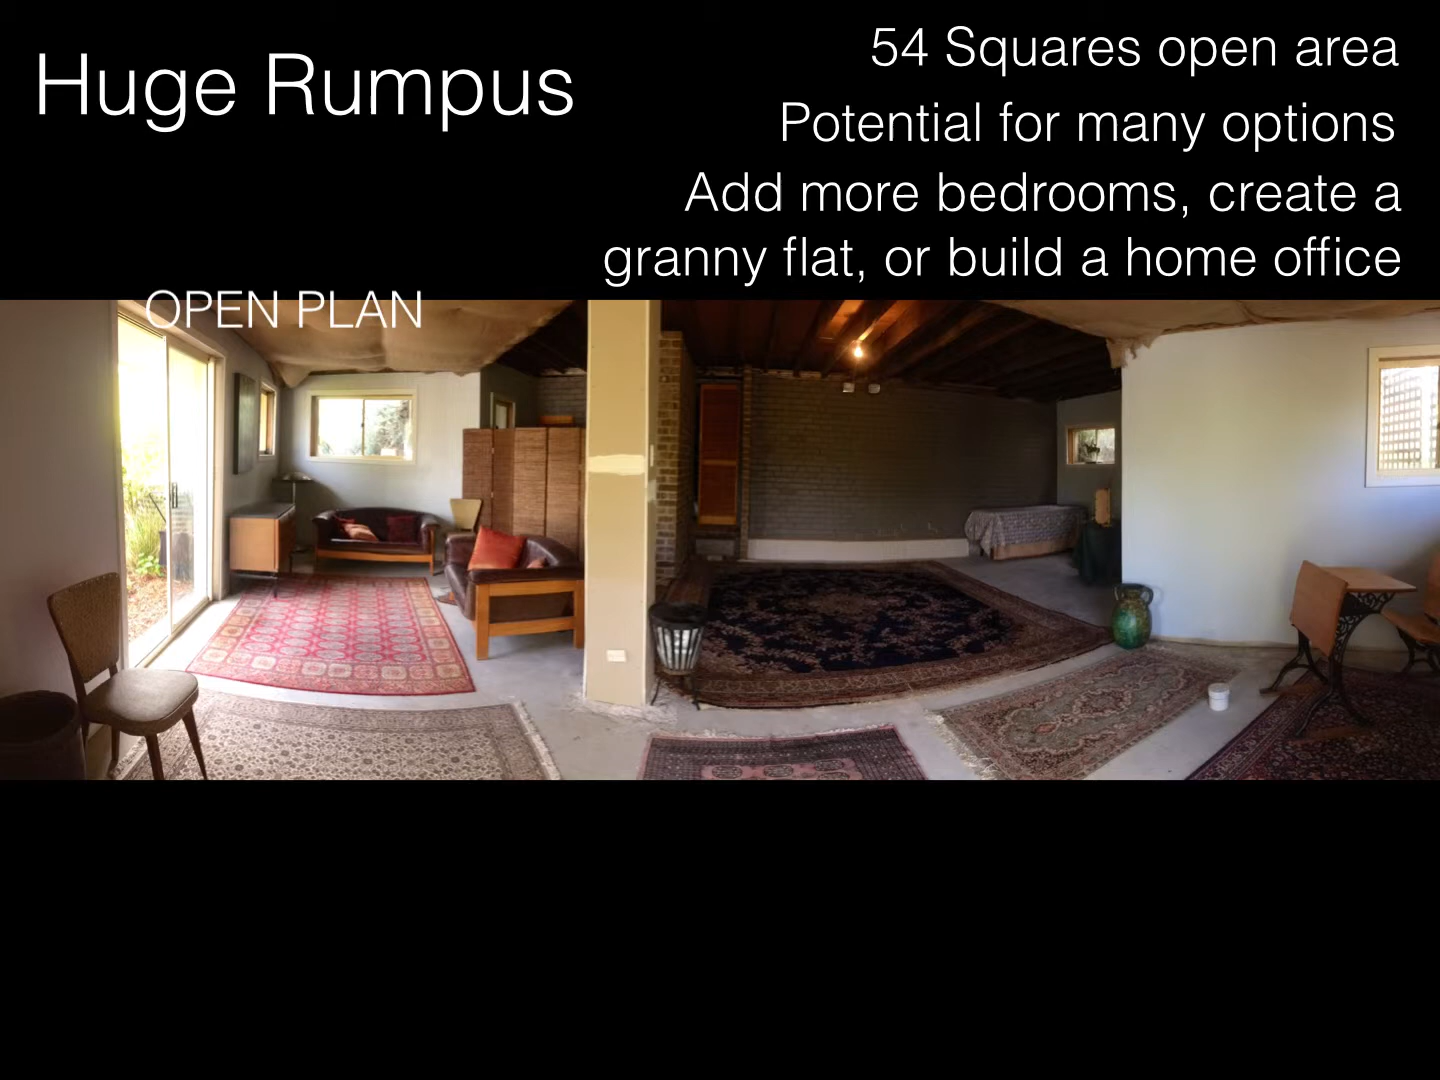 Huge Rumpus
54 Squares open area
Potential for many options
Add more bedrooms, create a
granny flat, or build a home office
OPEN PLAN